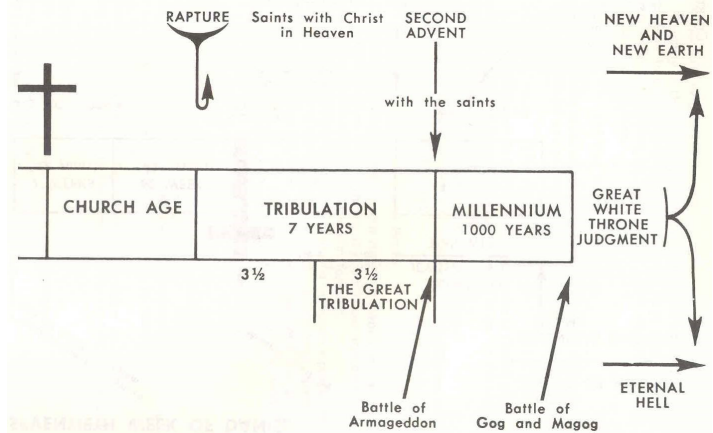 RAPTURE
Saints with Christ
in Heaven
SECOND
ADVENT
NEW HEAVEN
AND
NEW EARTH
with the saints
CHURCH AGE
TRIBULATION
7 YEARS
MILLENNIUM
1000 YEARS
GREAT
WHITE
THRONE
JUDGMENT
3½
3½
THE GREAT
TRIBULATION
Battle of
Armageddon
Battle of
Gog and Magog
ETERNAL
HELL